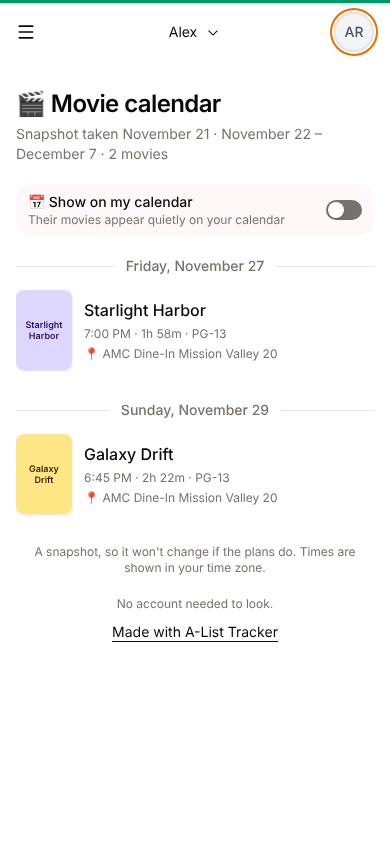 Alex
AR
🎬 Movie calendar
Snapshot taken November 21 · November 22 –
December 7 · 2 movies
📅 Show on my calendar
Their movies appear quietly on your calendar
Friday, November 27
Starlight
Harbor
Starlight Harbor
7:00 PM · 1h 58m · PG-13
📍 AMC Dine-In Mission Valley 20
Sunday, November 29
Galaxy
Drift
Galaxy Drift
6:45 PM · 2h 22m · PG-13
📍 AMC Dine-In Mission Valley 20
A snapshot, so it won't change if the plans do. Times are
shown in your time zone.
No account needed to look.
Made with A-List Tracker